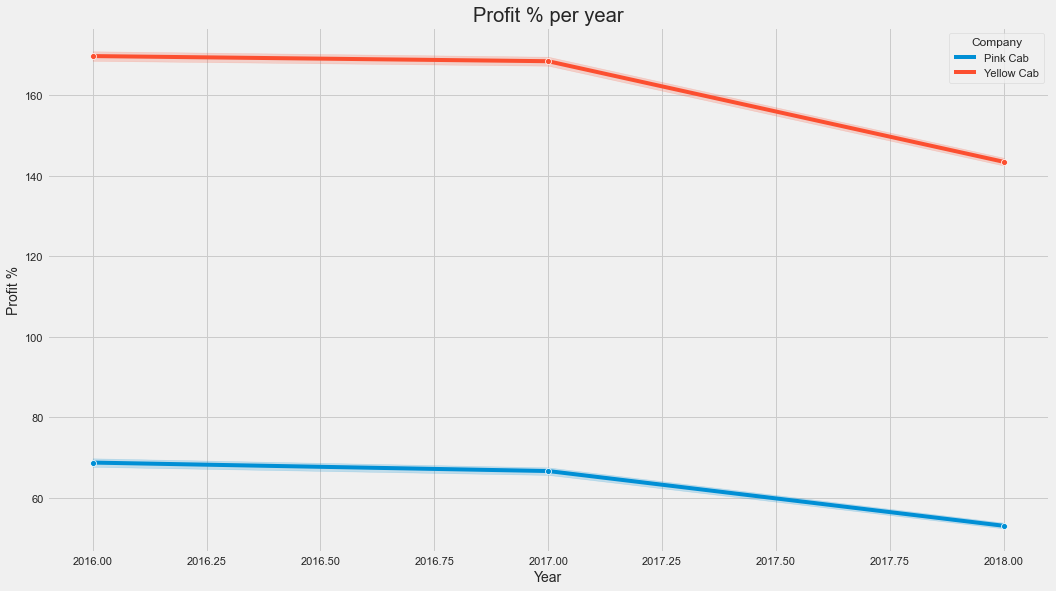 Profit % per year
Company
Pink Cab
Yellow Cab
Profit %
160
140
120
100
80
60
2016.00 2016.25 2016.50 2016.75 2017.00 2017.25 2017.50 2017.75 2018.00
Year